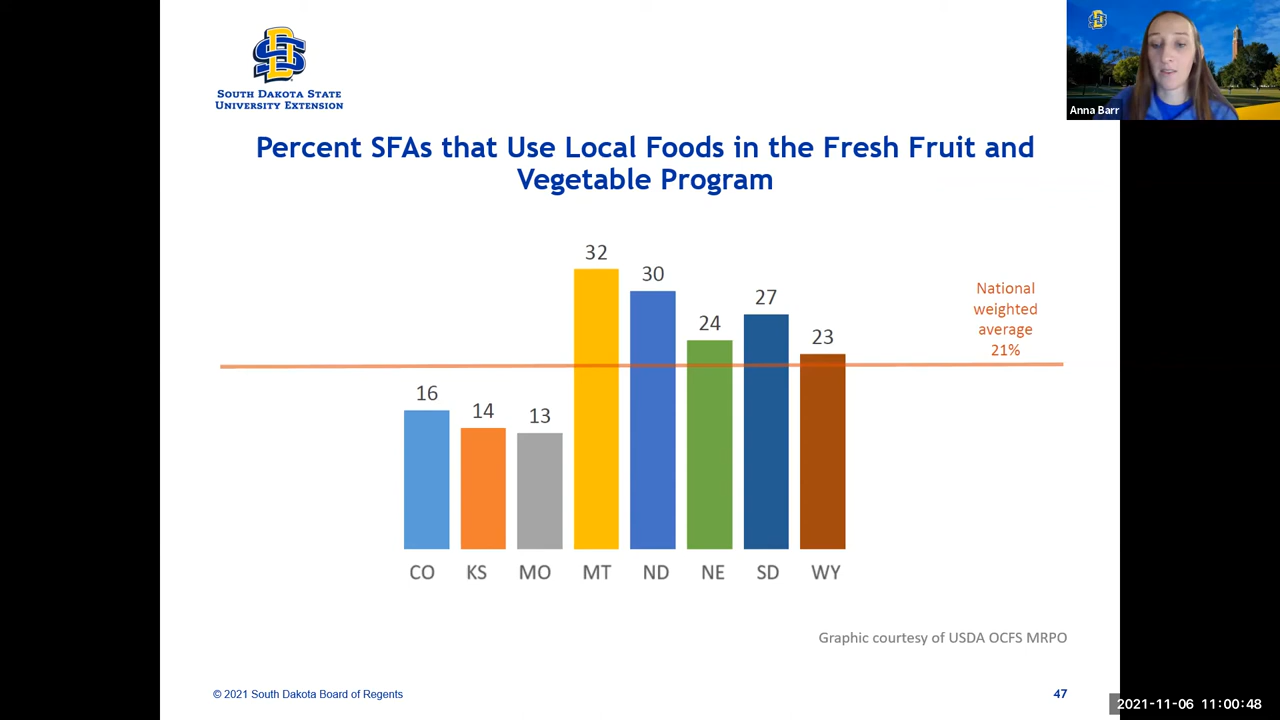 SOUTH DAKOTA STATE
UNIVERSITY EXTENSION
Anna Barr
Percent SFAs that Use Local Foods in the Fresh Fruit and
Vegetable Program
32
30
27
24
23
16
14
13
National
weighted
average
21%
CO KS MO MT ND NE SD WY
Graphic courtesy of USDA OCFS MRPO
© 2021 South Dakota Board of Regents
47
2021-11-06 11:00:48